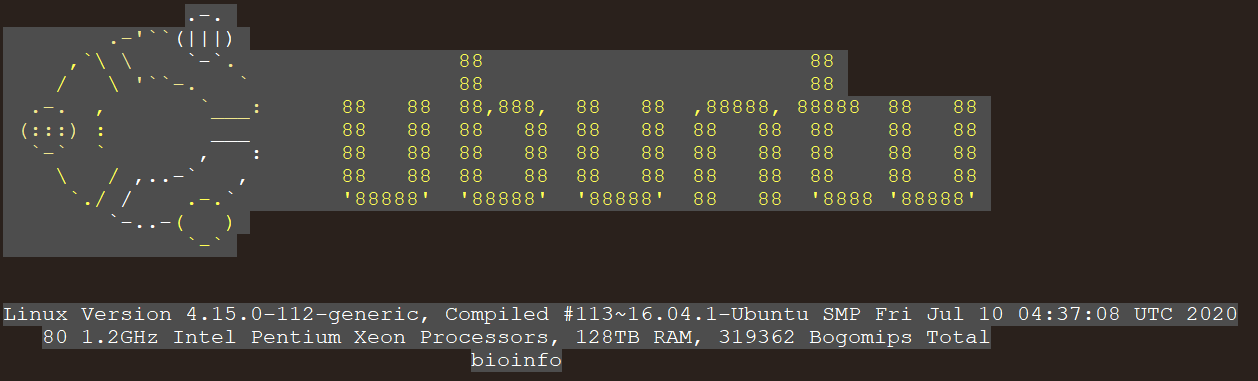 ubuntu
Linux Version 4.15.0-112-generic, Compiled #113~16.04.1-Ubuntu SMP Fri Jul 10 04:37:08 UTC 2020
80 1.2GHz Intel Pentium Xeon Processors, 128TB RAM, 319362 Bogomips Total
bioinfo